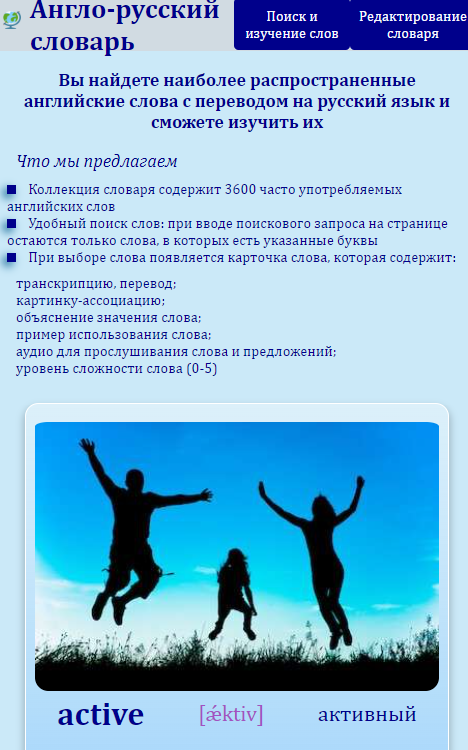 Англо-русский
словарь
Поиск и
изучение слов
Редактирование
словаря
Вы найдете наиболее распространенные
английские слова с переводом на русский язык и
сможете изучить их
Что мы предлагаем
Коллекция словаря содержит 3600 часто употребляемых
английских слов
Удобный поиск слов: при вводе поискового запроса на странице
остаются только слова, в которых есть указанные буквы
При выборе слова появляется карточка слова, которая содержит:
транскрипцию, перевод;
картинку-ассоциацию;
объяснение значения слова;
пример использования слова;
аудио для прослушивания слова и предложений;
уровень сложности слова (0-5)
active [ǽktiv] активный